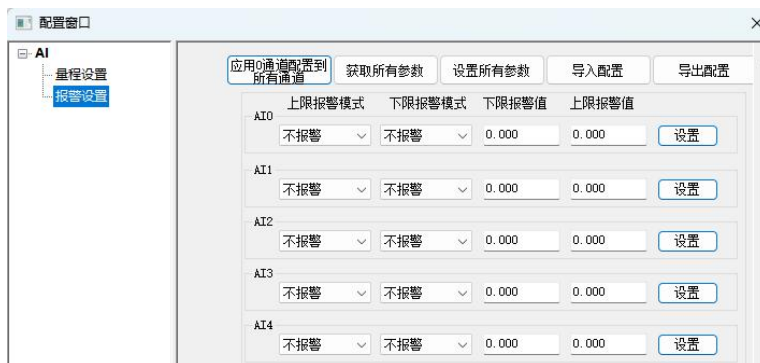 配置窗口
AI
量程设置
报警设置
应用0通道配置到
所有通道
获取所有参数 设置所有参数 导入配置 导出配置
上限报警模式 下限报警模式 下限报警值 上限报警值
AI0
不报警 不报警 0.000 0.000 设置
AI1
不报警 不报警 0.000 0.000 设置
AI2
不报警 不报警 0.000 0.000 设置
AI3
不报警 不报警 0.000 0.000 设置
AI4
不报警 不报警 0.000 0.000 设置